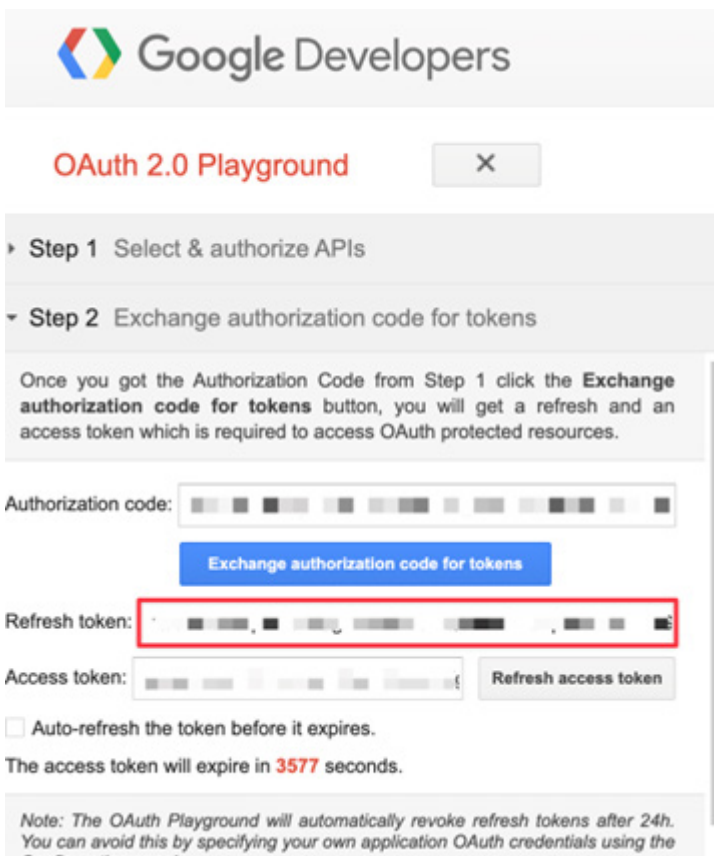 Google Developers
OAuth 2.0 Playground
Step 1 Select & authorize APIs
Step 2 Exchange authorization code for tokens
Once you got the Authorization Code from Step 1 click the Exchange
authorization code for tokens button, you will get a refresh and an
access token which is required to access OAuth protected resources.
Authorization code:
Exchange authorization code for tokens
Refresh token:
Access token:
Refresh access token
Auto-refresh the token before it expires.
The access token will expire in 3577 seconds.
Note: The OAuth Playground will automatically revoke refresh tokens after 24h.
You can avoid this by specifying your own application OAuth credentials using the